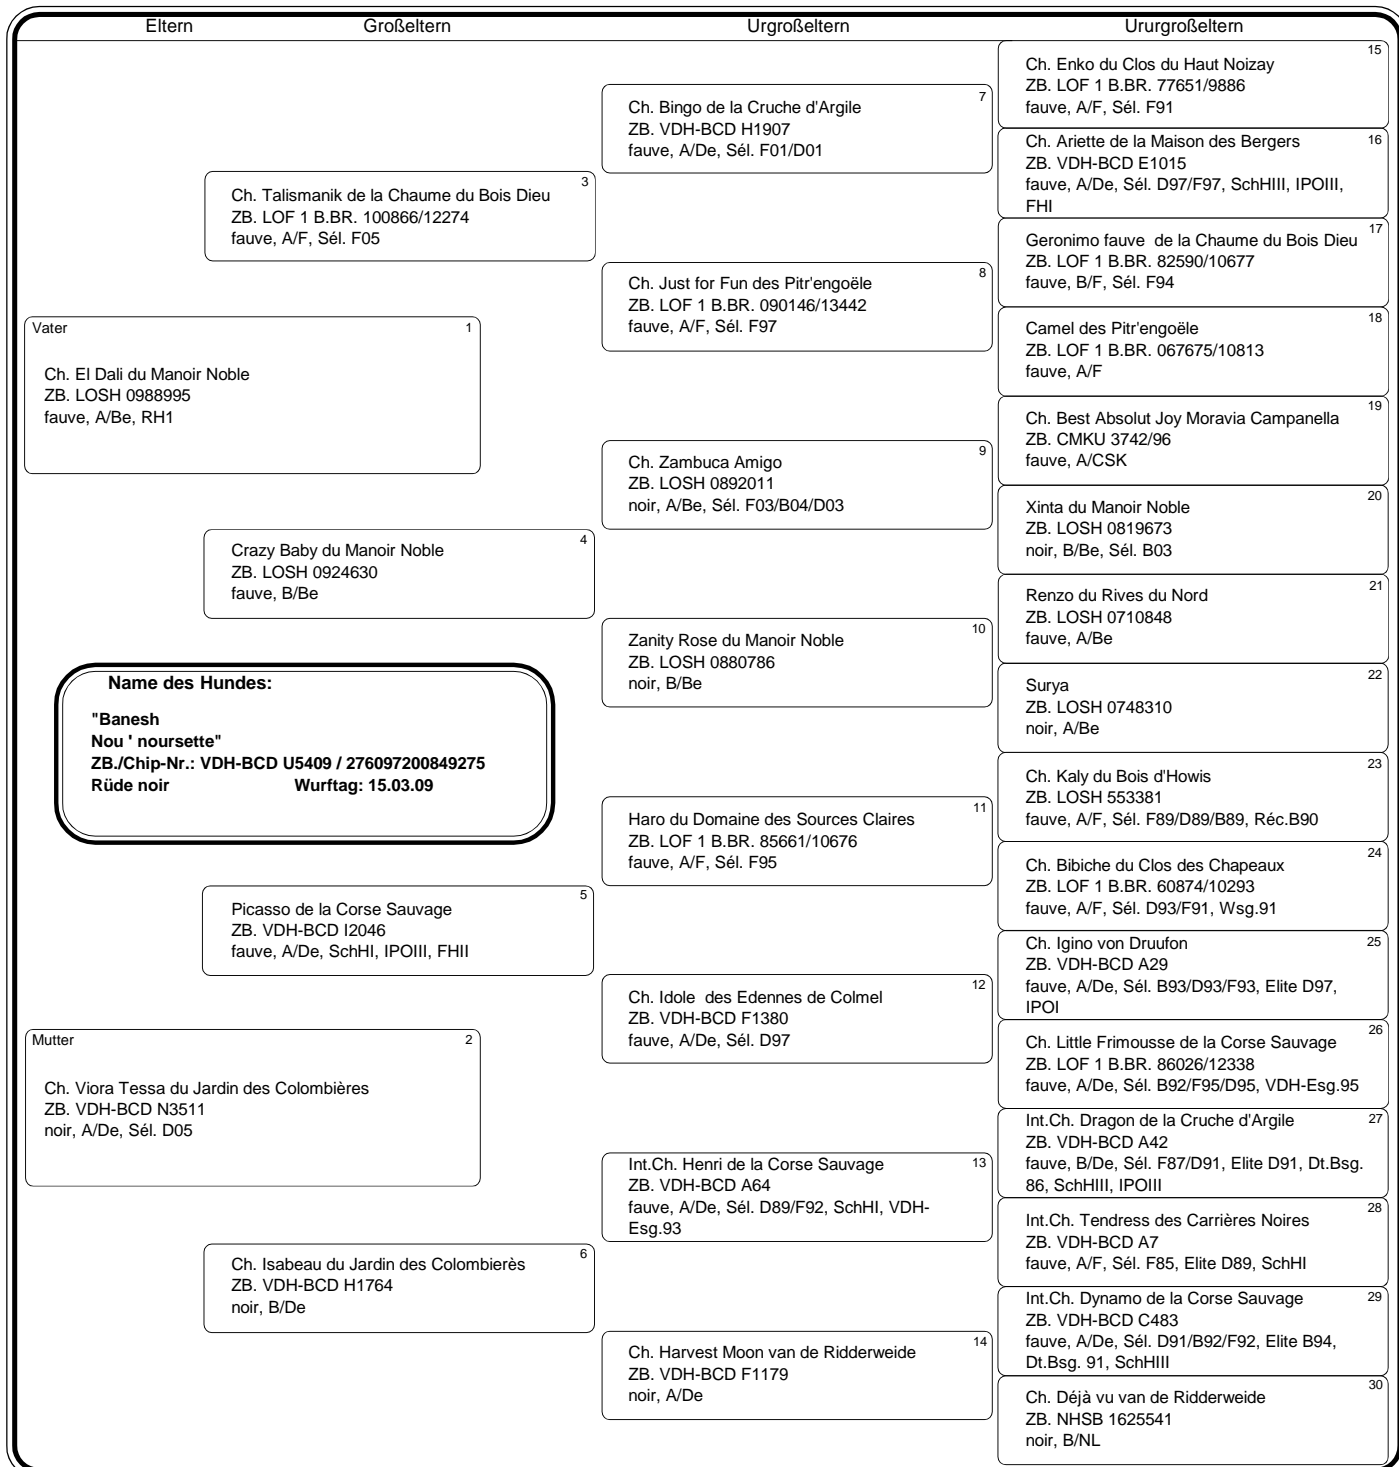 Eltern Großeltern Urgroßeltern Ururgroßeltern
Vater 1
Ch. El Dali du Manoir Noble
ZB. LOSH 0988995
fauve, A/Be, RH1
Mutter 2
Ch. Viora Tessa du Jardin des Colombières
ZB. VDH-BCD N3511
noir, A/De, Sél. D05
Name des Hundes:
"Banesh
Nou ' noursette"
ZB./Chip-Nr.: VDH-BCD U5409 / 276097200849275
Rüde noir Wurftag: 15.03.09
3
Ch. Talismanik de la Chaume du Bois Dieu
ZB. LOF 1 B.BR. 100866/12274
fauve, A/F, Sél. F05
4
Crazy Baby du Manoir Noble
ZB. LOSH 0924630
fauve, B/Be
5
Picasso de la Corse Sauvage
ZB. VDH-BCD I2046
fauve, A/De, SchHI, IPOIII, FHII
6
Ch. Isabeau du Jardin des Colombierès
ZB. VDH-BCD H1764
noir, B/De
7
Ch. Bingo de la Cruche d'Argile
ZB. VDH-BCD H1907
fauve, A/De, Sél. F01/D01
8
Ch. Just for Fun des Pitr'engoële
ZB. LOF 1 B.BR. 090146/13442
fauve, A/F, Sél. F97
9
Ch. Zambuca Amigo
ZB. LOSH 0892011
noir, A/Be, Sél. F03/B04/D03
10
Zanity Rose du Manoir Noble
ZB. LOSH 0880786
noir, B/Be
11
Haro du Domaine des Sources Claires
ZB. LOF 1 B.BR. 85661/10676
fauve, A/F, Sél. F95
12
Ch. Idole des Edennes de Colmel
ZB. VDH-BCD F1380
fauve, A/De, Sél. D97
13
Int.Ch. Henri de la Corse Sauvage
ZB. VDH-BCD A64
fauve, A/De, Sél. D89/F92, SchHI, VDH-
Esg.93
14
Ch. Harvest Moon van de Ridderweide
ZB. VDH-BCD F1179
noir, A/De
15
Ch. Enko du Clos du Haut Noizay
ZB. LOF 1 B.BR. 77651/9886
fauve, A/F, Sél. F91
16
Ch. Ariette de la Maison des Bergers
ZB. VDH-BCD E1015
fauve, A/De, Sél. D97/F97, SchHIII, IPOIII,
FHI
17
Geronimo fauve de la Chaume du Bois Dieu
ZB. LOF 1 B.BR. 82590/10677
fauve, B/F, Sél. F94
18
Camel des Pitr'engoële
ZB. LOF 1 B.BR. 067675/10813
fauve, A/F
19
Ch. Best Absolut Joy Moravia Campanella
ZB. CMKU 3742/96
fauve, A/CSK
20
Xinta du Manoir Noble
ZB. LOSH 0819673
noir, B/Be, Sél. B03
21
Renzo du Rives du Nord
ZB. LOSH 0710848
fauve, A/Be
22
Surya
ZB. LOSH 0748310
noir, A/Be
23
Ch. Kaly du Bois d'Howis
ZB. LOSH 553381
fauve, A/F, Sél. F89/D89/B89, Réc.B90
24
Ch. Bibiche du Clos des Chapeaux
ZB. LOF 1 B.BR. 60874/10293
fauve, A/F, Sél. D93/F91, Wsg.91
25
Ch. Igino von Druufon
ZB. VDH-BCD A29
fauve, A/De, Sél. B93/D93/F93, Elite D97,
IPOI
26
Ch. Little Frimousse de la Corse Sauvage
ZB. LOF 1 B.BR. 86026/12338
fauve, A/De, Sél. B92/F95/D95, VDH-Esg.95
27
Int.Ch. Dragon de la Cruche d'Argile
ZB. VDH-BCD A42
fauve, B/De, Sél. F87/D91, Elite D91, Dt.Bsg.
86, SchHIII, IPOIII
28
Int.Ch. Tendress des Carrières Noires
ZB. VDH-BCD A7
fauve, A/F, Sél. F85, Elite D89, SchHI
29
Int.Ch. Dynamo de la Corse Sauvage
ZB. VDH-BCD C483
fauve, A/De, Sél. D91/B92/F92, Elite B94,
Dt.Bsg. 91, SchHIII
30
Ch. Déjà vu van de Ridderweide
ZB. NHSB 1625541
noir, B/NL